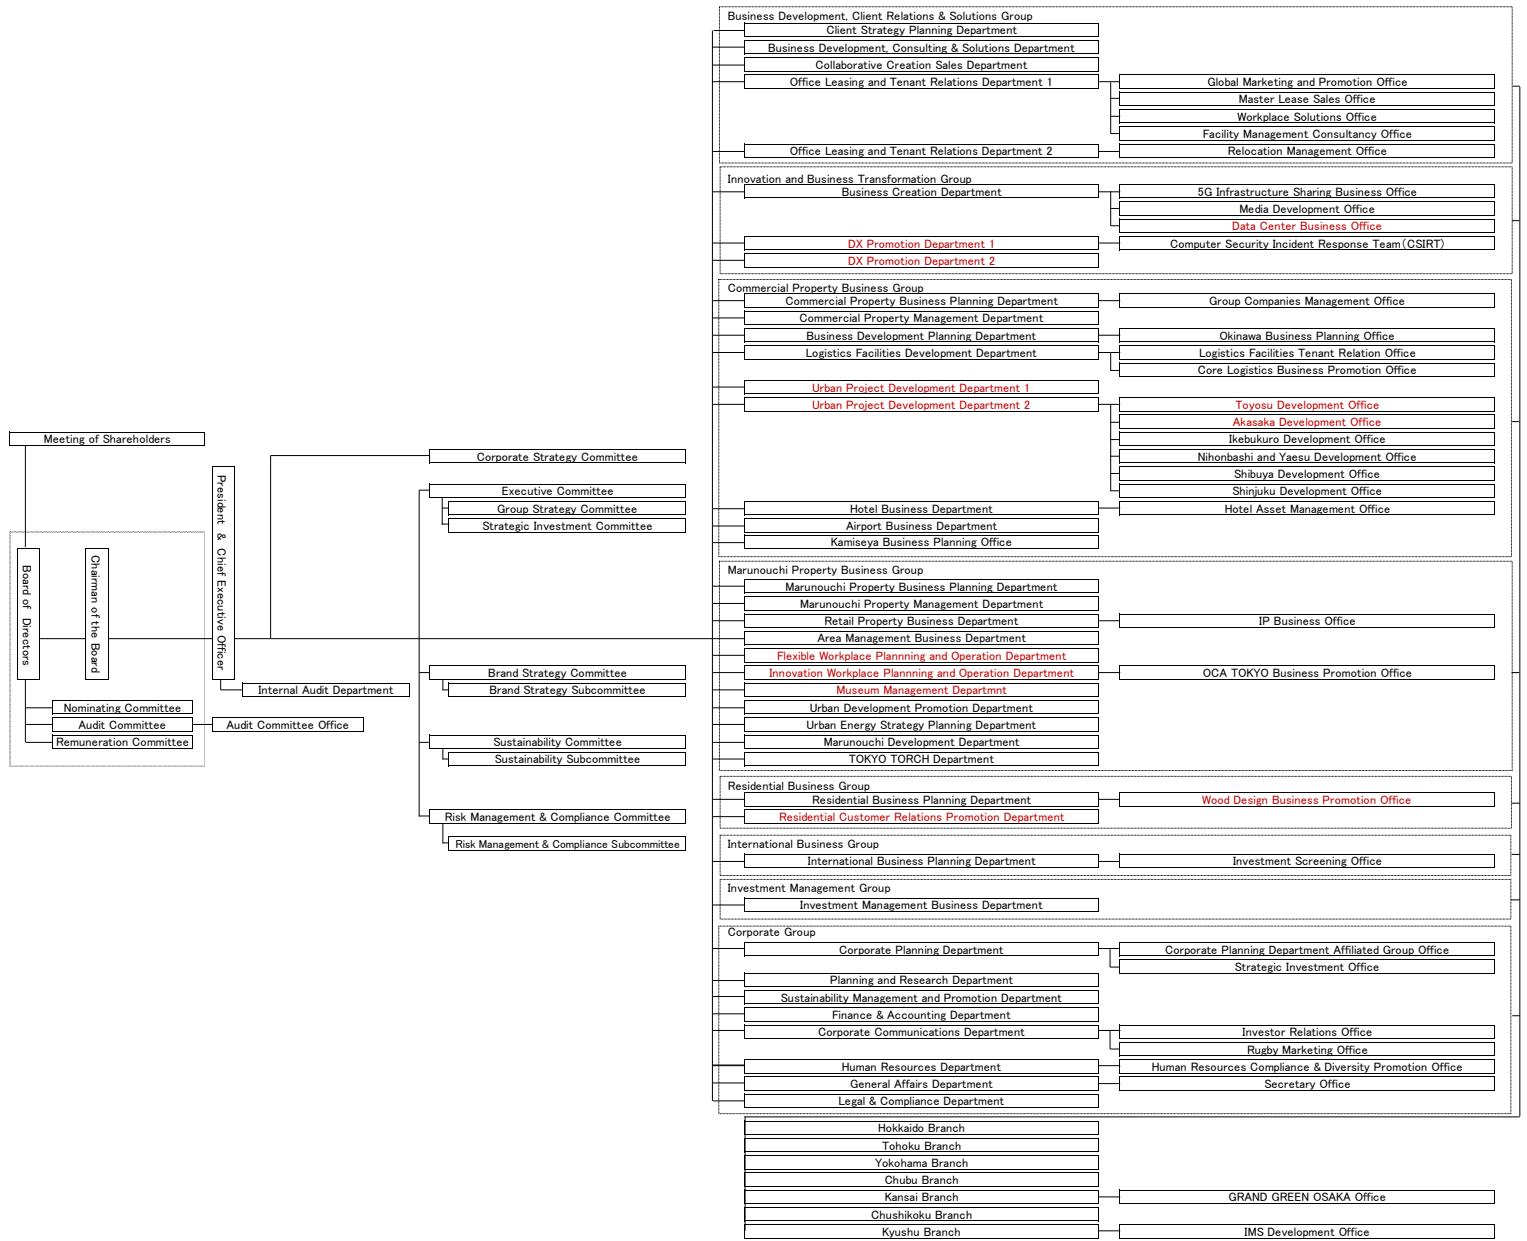 Meeting of Shareholders
Board of Directors
Chairman of the Board
President & Chief Executive Officer
Nominating Committee
Audit Committee
Audit Committee Office
Remuneration Committee
Internal Audit Department
Corporate Strategy Committee
Executive Committee
Group Strategy Committee
Strategic Investment Committee
Brand Strategy Committee
Brand Strategy Subcommittee
Sustainability Committee
Sustainability Subcommittee
Risk Management & Compliance Committee
Risk Management & Compliance Subcommittee
Business Development, Client Relations & Solutions Group
Client Strategy Planning Department
Business Development, Consulting & Solutions Department
Collaborative Creation Sales Department
Office Leasing and Tenant Relations Department 1
Global Marketing and Promotion Office
Master Lease Sales Office
Workplace Solutions Office
Facility Management Consultancy Office
Office Leasing and Tenant Relations Department 2
Relocation Management Office
Innovation and Business Transformation Group
Business Creation Department
5G Infrastructure Sharing Business Office
Media Development Office
Data Center Business Office
DX Promotion Department 1
Computer Security Incident Response Team(CSIRT)
DX Promotion Department 2
Commercial Property Business Group
Commercial Property Business Planning Department
Group Companies Management Office
Commercial Property Management Department
Business Development Planning Department
Okinawa Business Planning Office
Logistics Facilities Development Department
Logistics Facilities Tenant Relation Office
Core Logistics Business Promotion Office
Urban Project Development Department 1
Urban Project Development Department 2
Toyosu Development Office
Akasaka Development Office
Ikebukuro Development Office
Nihonbashi and Yaesu Development Office
Shibuya Development Office
Shinjuku Development Office
Hotel Business Department
Hotel Asset Management Office
Airport Business Department
Kamiseya Business Planning Office
Marunouchi Property Business Group
Marunouchi Property Business Planning Department
Marunouchi Property Management Department
Retail Property Business Department
IP Business Office
Area Management Business Department
Flexible Workplace Plannning and Operation Department
Innovation Workplace Plannning and Operation Department
OCA TOKYO Business Promotion Office
Museum Management Departmnt
Urban Development Promotion Department
Urban Energy Strategy Planning Department
Marunouchi Development Department
TOKYO TORCH Department
Residential Business Group
Residential Business Planning Department
Wood Design Business Promotion Office
Residential Customer Relations Promotion Department
International Business Group
International Business Planning Department
Investment Screening Office
Investment Management Group
Investment Management Business Department
Corporate Group
Corporate Planning Department
Corporate Planning Department Affiliated Group Office
Strategic Investment Office
Planning and Research Department
Sustainability Management and Promotion Department
Finance & Accounting Department
Corporate Communications Department
Investor Relations Office
Rugby Marketing Office
Human Resources Department
Human Resources Compliance & Diversity Promotion Office
General Affairs Department
Secretary Office
Legal & Compliance Department
Hokkaido Branch
Tohoku Branch
Yokohama Branch
Chubu Branch
Kansai Branch
GRAND GREEN OSAKA Office
Chushikoku Branch
Kyushu Branch
IMS Development Office